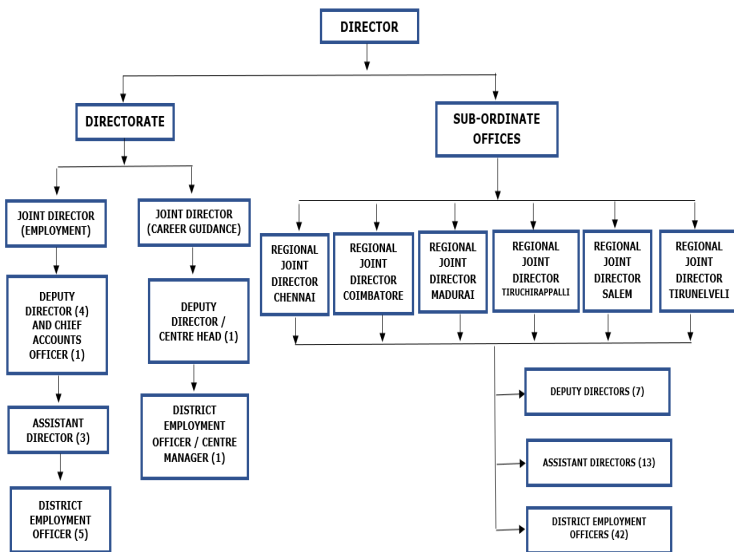 DIRECTOR
DIRECTORATE
SUB-ORDINATE
OFFICES
JOINT DIRECTOR
(EMPLOYMENT)
JOINT DIRECTOR
(CAREER GUIDANCE)
REGIONAL
JOINT
DIRECTOR
CHENNAI
REGIONAL
JOINT
DIRECTOR
COIMBATORE
REGIONAL
JOINT
DIRECTOR
MADURAI
REGIONAL
JOINT
DIRECTOR
TIRUCHIRAPPALLI
REGIONAL
JOINT
DIRECTOR
SALEM
REGIONAL
JOINT
DIRECTOR
TIRUNELVELI
DEPUTY
DIRECTOR (4)
AND CHIEF
ACCOUNTS
OFFICER (1)
DEPUTY
DIRECTOR /
CENTRE HEAD (1)
ASSISTANT
DIRECTOR (3)
DISTRICT
EMPLOYMENT
OFFICER / CENTRE
MANAGER (1)
DISTRICT
EMPLOYMENT
OFFICER (5)
DEPUTY DIRECTORS (7)
ASSISTANT DIRECTORS (13)
DISTRICT EMPLOYMENT
OFFICERS (42)